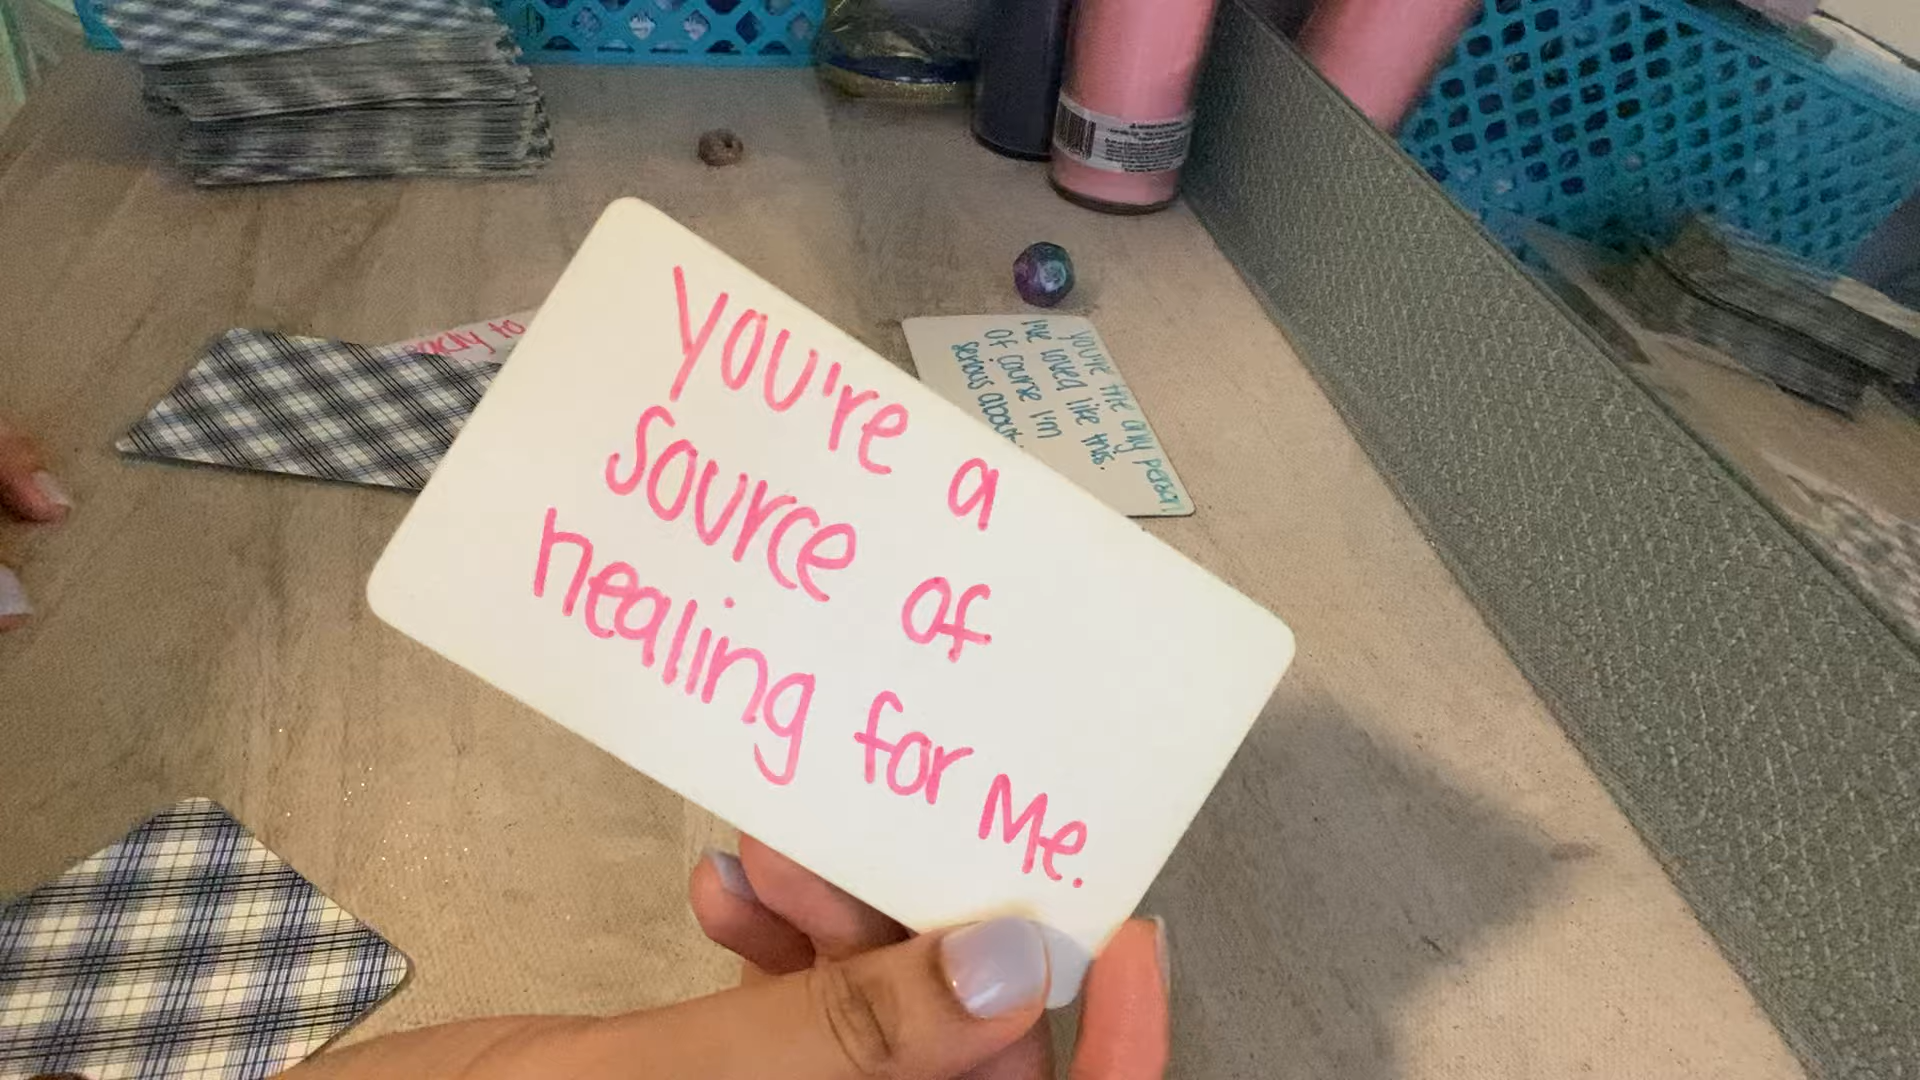 You're a
source of
healing for Me.
You're the only person
I've loved like this.
Of course I'm
serious about
to